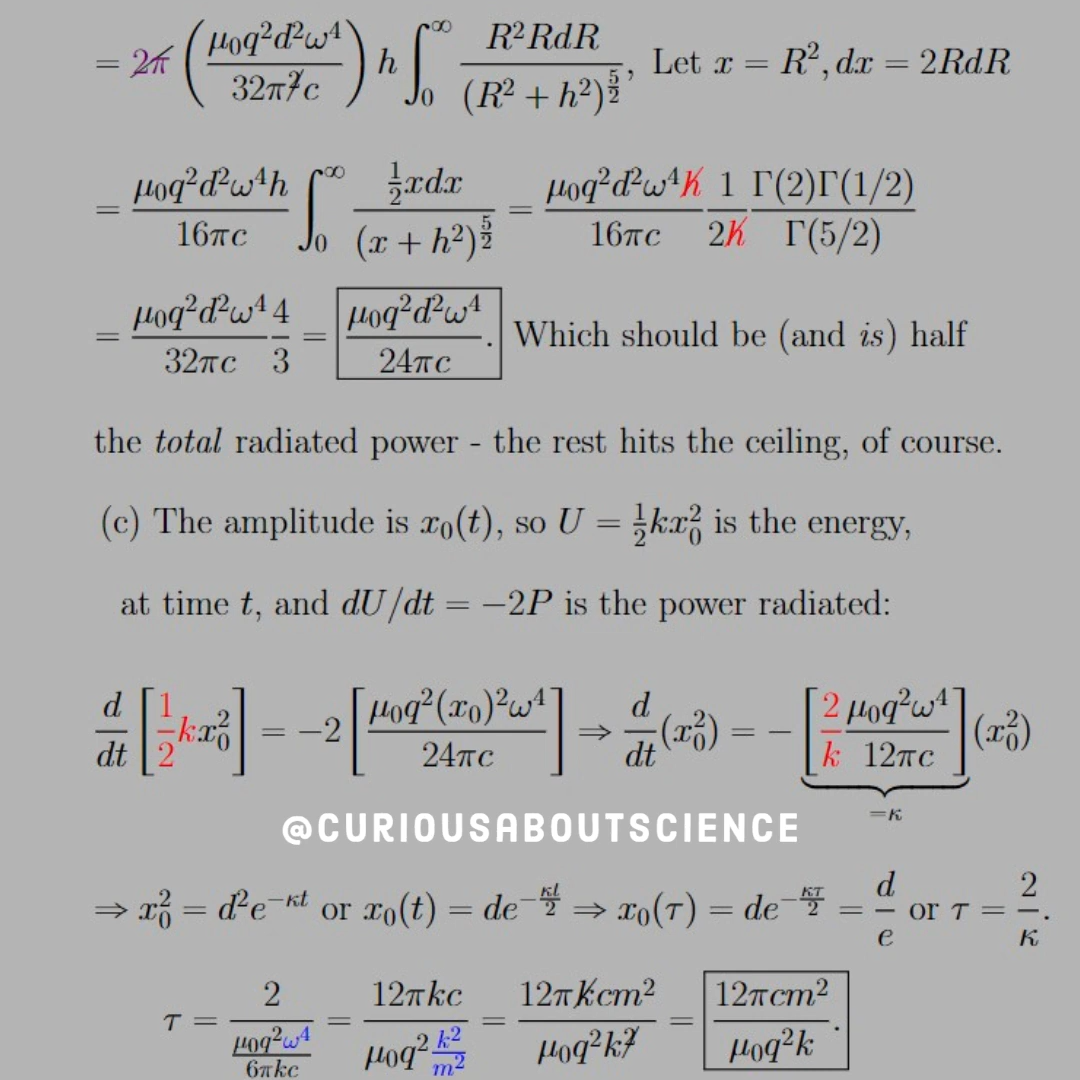 = 2π (μ₀q²d²ω⁴ / 32π²c) h ∫₀^∞ R²RdR / (R² + h²)^{5/2}, Let x = R², dx = 2RdR
= μ₀q²d²ω⁴h / 16πc ∫₀^∞ ½xdx / (x + h²)^{5/2} = μ₀q²d²ω⁴h / 16πc 1/2h Γ(2)Γ(1/2) / Γ(5/2)
= μ₀q²d²ω⁴ / 32πc 4/3 = μ₀q²d²ω⁴ / 24πc. Which should be (and is) half
the total radiated power - the rest hits the ceiling, of course.
(c) The amplitude is x₀(t), so U = ½kx₀² is the energy,
at time t, and dU/dt = −2P is the power radiated:
d/dt [1/2 kx₀²] = −2 [μ₀q²(x₀)²ω⁴ / 24πc] ⇒ d/dt (x₀²) = − [2/k μ₀q²ω⁴ / 12πc] (x₀²)
=κ
@CURIOUSABOUTSCIENCE
⇒ x₀² = d²e^{−κt} or x₀(t) = de^{−κt/2} ⇒ x₀(τ) = de^{−κτ/2} = d/e or τ = 2/κ.
τ = 2 / (μ₀q²ω⁴ / 6πkc) = 12πkc / μ₀q² k²/m² = 12πkcm² / μ₀q²k² = 12πcm² / μ₀q²k.